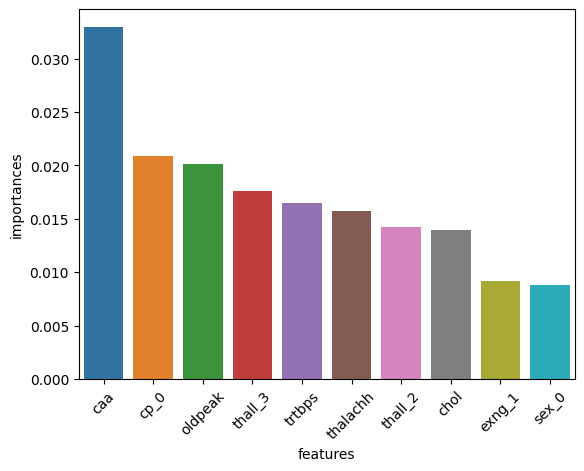 importances
0.030
0.025
0.020
0.015
0.010
0.005
0.000
caa
cp_0
oldpeak
thall_3
trtbps
thalachh
thall_2
chol
exng_1
sex_0
features